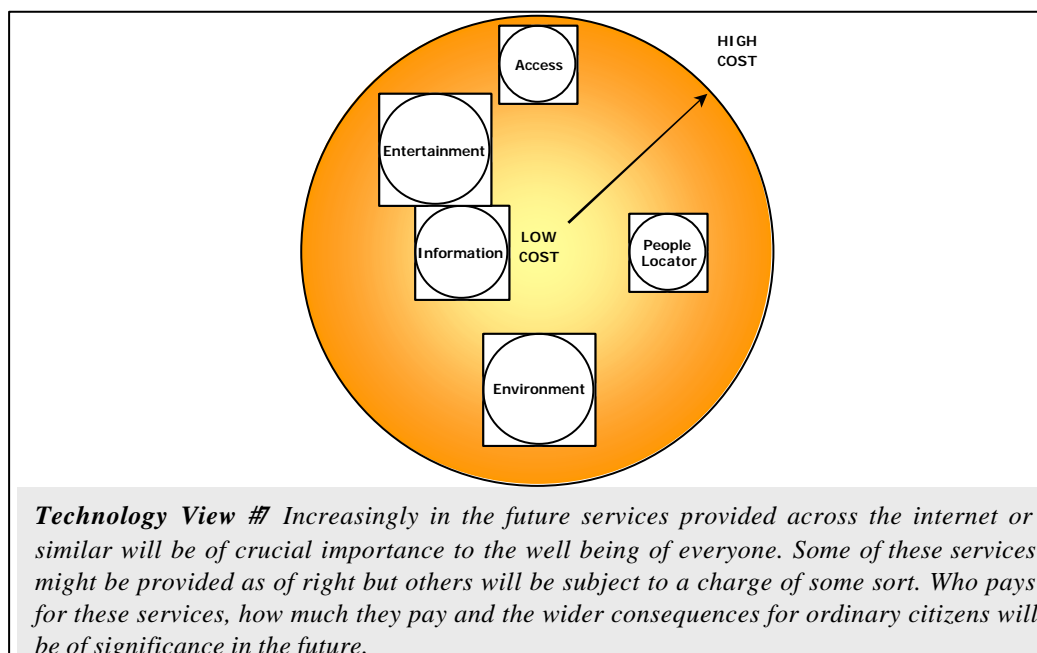 HIGH
COST
Access
Entertainment
Information
LOW
COST
People
Locator
Environment
Technology View #7 Increasingly in the future services provided across the internet or
similar will be of crucial importance to the well being of everyone. Some of these services
might be provided as of right but others will be subject to a charge of some sort. Who pays
for these services, how much they pay and the wider consequences for ordinary citizens will
be of significance in the future.